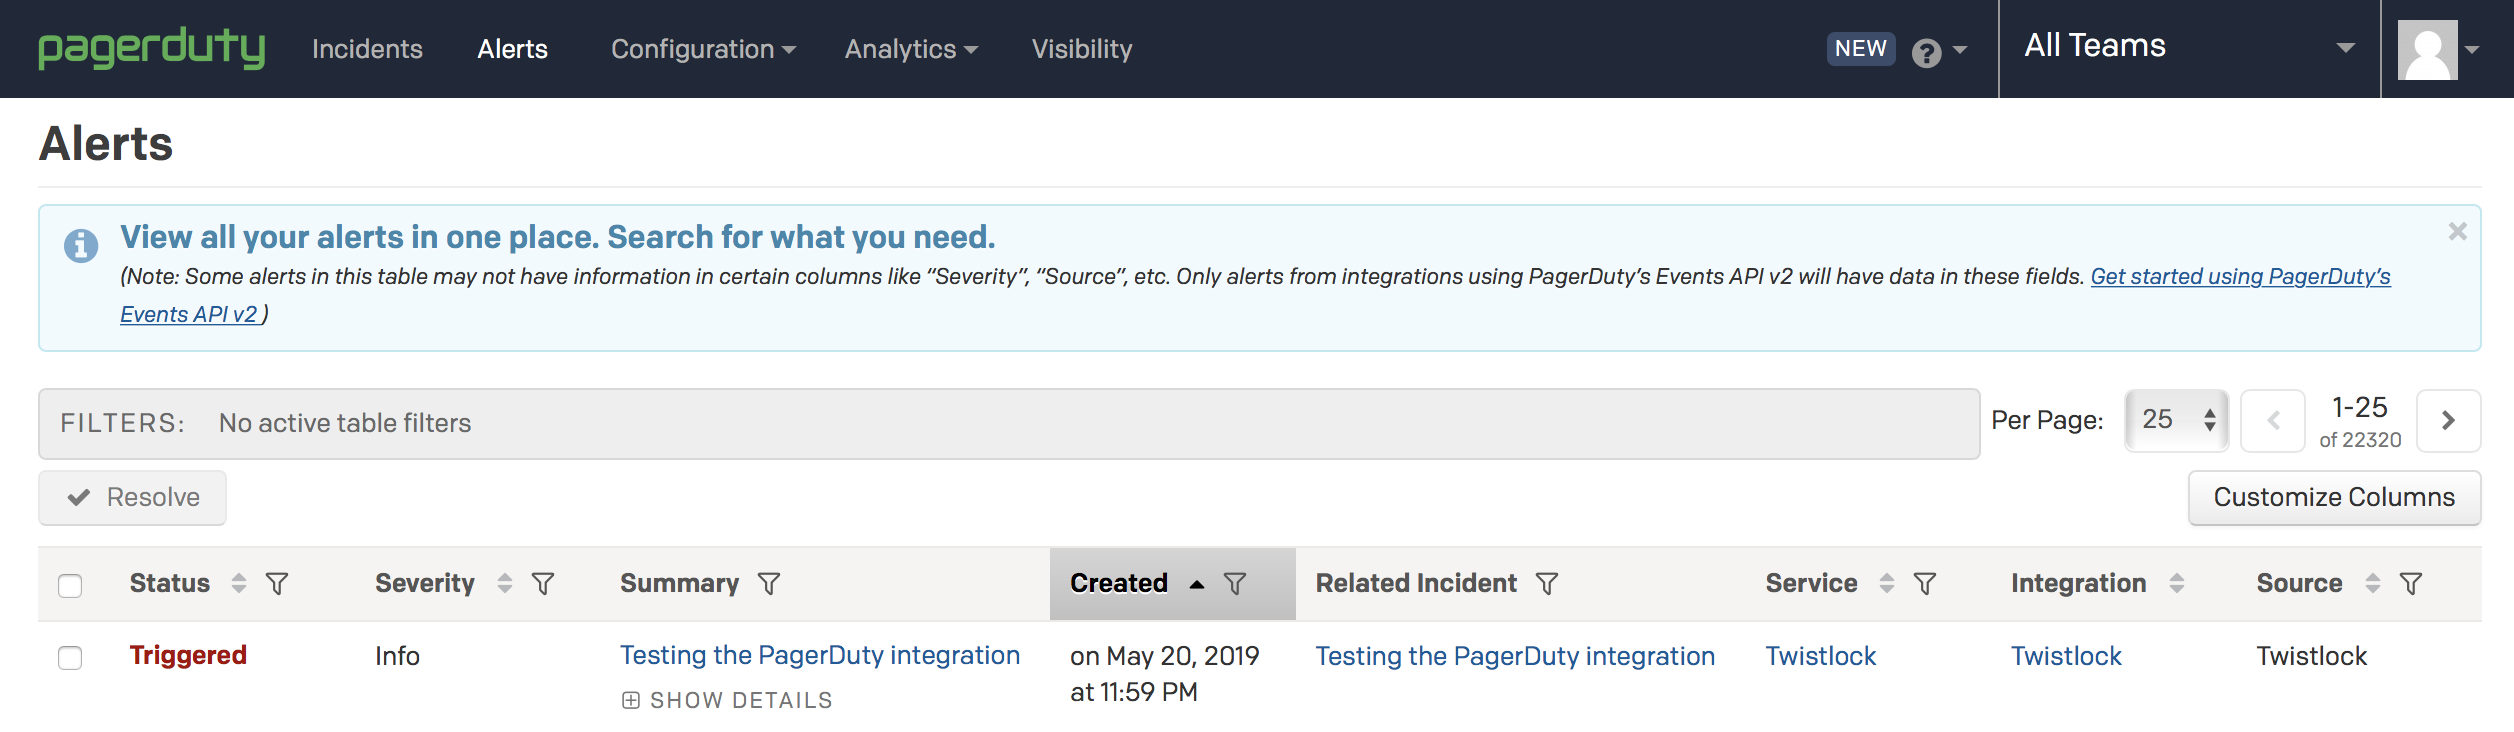 pagerduty Incidents Alerts Configuration Analytics Visibility NEW ? All Teams
Alerts
View all your alerts in one place. Search for what you need.
(Note: Some alerts in this table may not have information in certain columns like “Severity”, “Source”, etc. Only alerts from integrations using PagerDuty’s Events API v2 will have data in these fields. Get started using PagerDuty’s
Events API v2 )
FILTERS: No active table filters Per Page: 25 1-25
of 22320
Resolve Customize Columns
Status Severity Summary Created Related Incident Service Integration Source
Triggered Info Testing the PagerDuty integration on May 20, 2019 Testing the PagerDuty integration Twistlock Twistlock Twistlock
at 11:59 PM
SHOW DETAILS